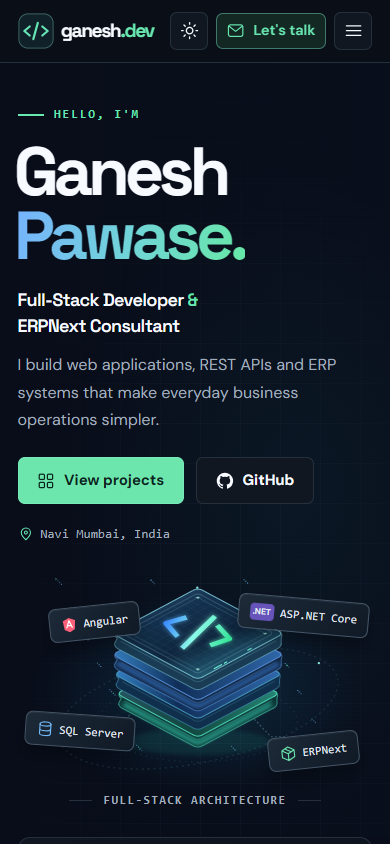 </> ganesh.dev
Let's talk
HELLO, I'M
Ganesh
Pawase.
Full-Stack Developer &
ERPNext Consultant
I build web applications, REST APIs and ERP
systems that make everyday business
operations simpler.
View projects
GitHub
Navi Mumbai, India
A Angular
.NET ASP.NET Core
</>
SQL Server
ERPNext
FULL-STACK ARCHITECTURE